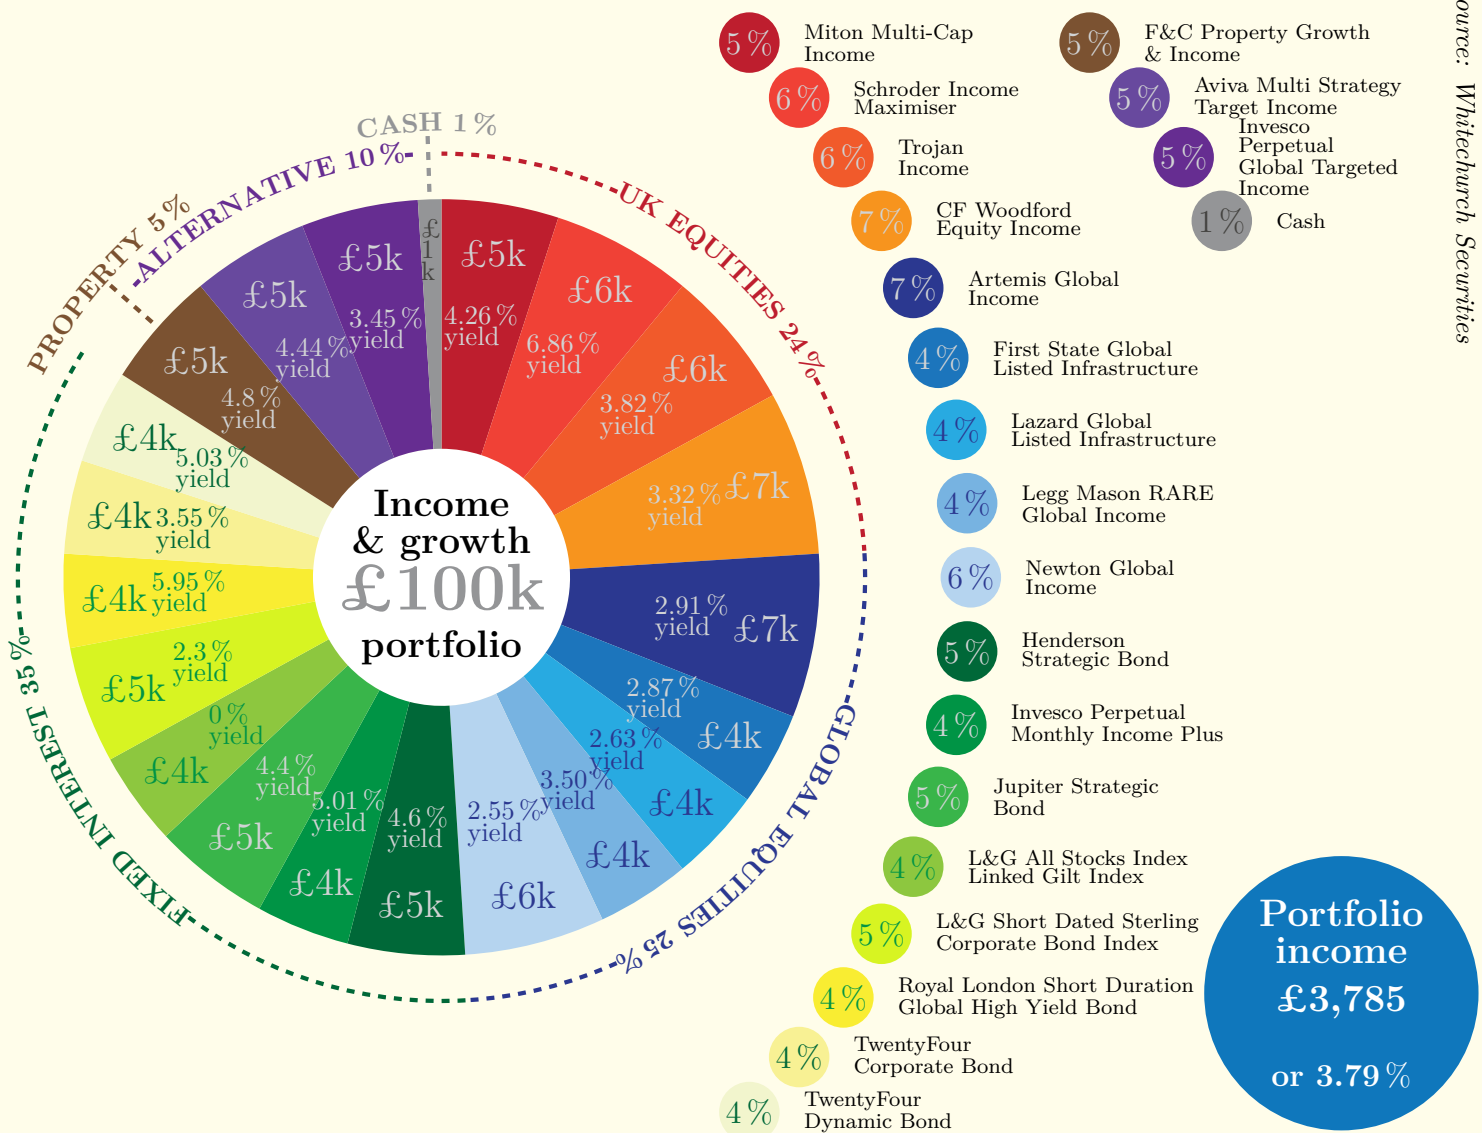 CASH 1 %
ALTERNATIVE 10 %
PROPERTY 5 %
UK EQUITIES 24 %
GLOBAL EQUITIES 25 %
FIXED INTEREST 35 %
£5k
4.26 %
yield
£6k
6.86 %
yield
£6k
3.82 %
yield
£7k
3.32 %
yield
£7k
2.91 %
yield
£4k
2.87 %
yield
£4k
2.63 %
yield
£4k
3.50 %
yield
£6k
2.55 %
yield
£5k
4.6 %
yield
£4k
5.01 %
yield
£5k
4.4 %
yield
£4k
0 %
yield
£5k
2.3 %
yield
£4k
5.95 %
yield
£4k
3.55 %
yield
£4k
5.03 %
yield
£5k
4.8 %
yield
£5k
4.44 %
yield
£5k
3.45 %
yield
£
1
k
Income
& growth
£100k
portfolio
5 %
Miton Multi-Cap
Income
6 %
Schroder Income
Maximiser
6 %
Trojan
Income
7 %
CF Woodford
Equity Income
7 %
Artemis Global
Income
4 %
First State Global
Listed Infrastructure
4 %
Lazard Global
Listed Infrastructure
4 %
Legg Mason RARE
Global Income
6 %
Newton Global
Income
5 %
Henderson
Strategic Bond
4 %
Invesco Perpetual
Monthly Income Plus
5 %
Jupiter Strategic
Bond
4 %
L&G All Stocks Index
Linked Gilt Index
5 %
L&G Short Dated Sterling
Corporate Bond Index
4 %
Royal London Short Duration
Global High Yield Bond
4 %
TwentyFour
Corporate Bond
4 %
TwentyFour
Dynamic Bond
5 %
F&C Property Growth
& Income
5 %
Aviva Multi Strategy
Target Income
5 %
Invesco
Perpetual
Global Targeted
Income
1 %
Cash
ource: Whitechurch Securities
Portfolio
income
£3,785
or 3.79 %